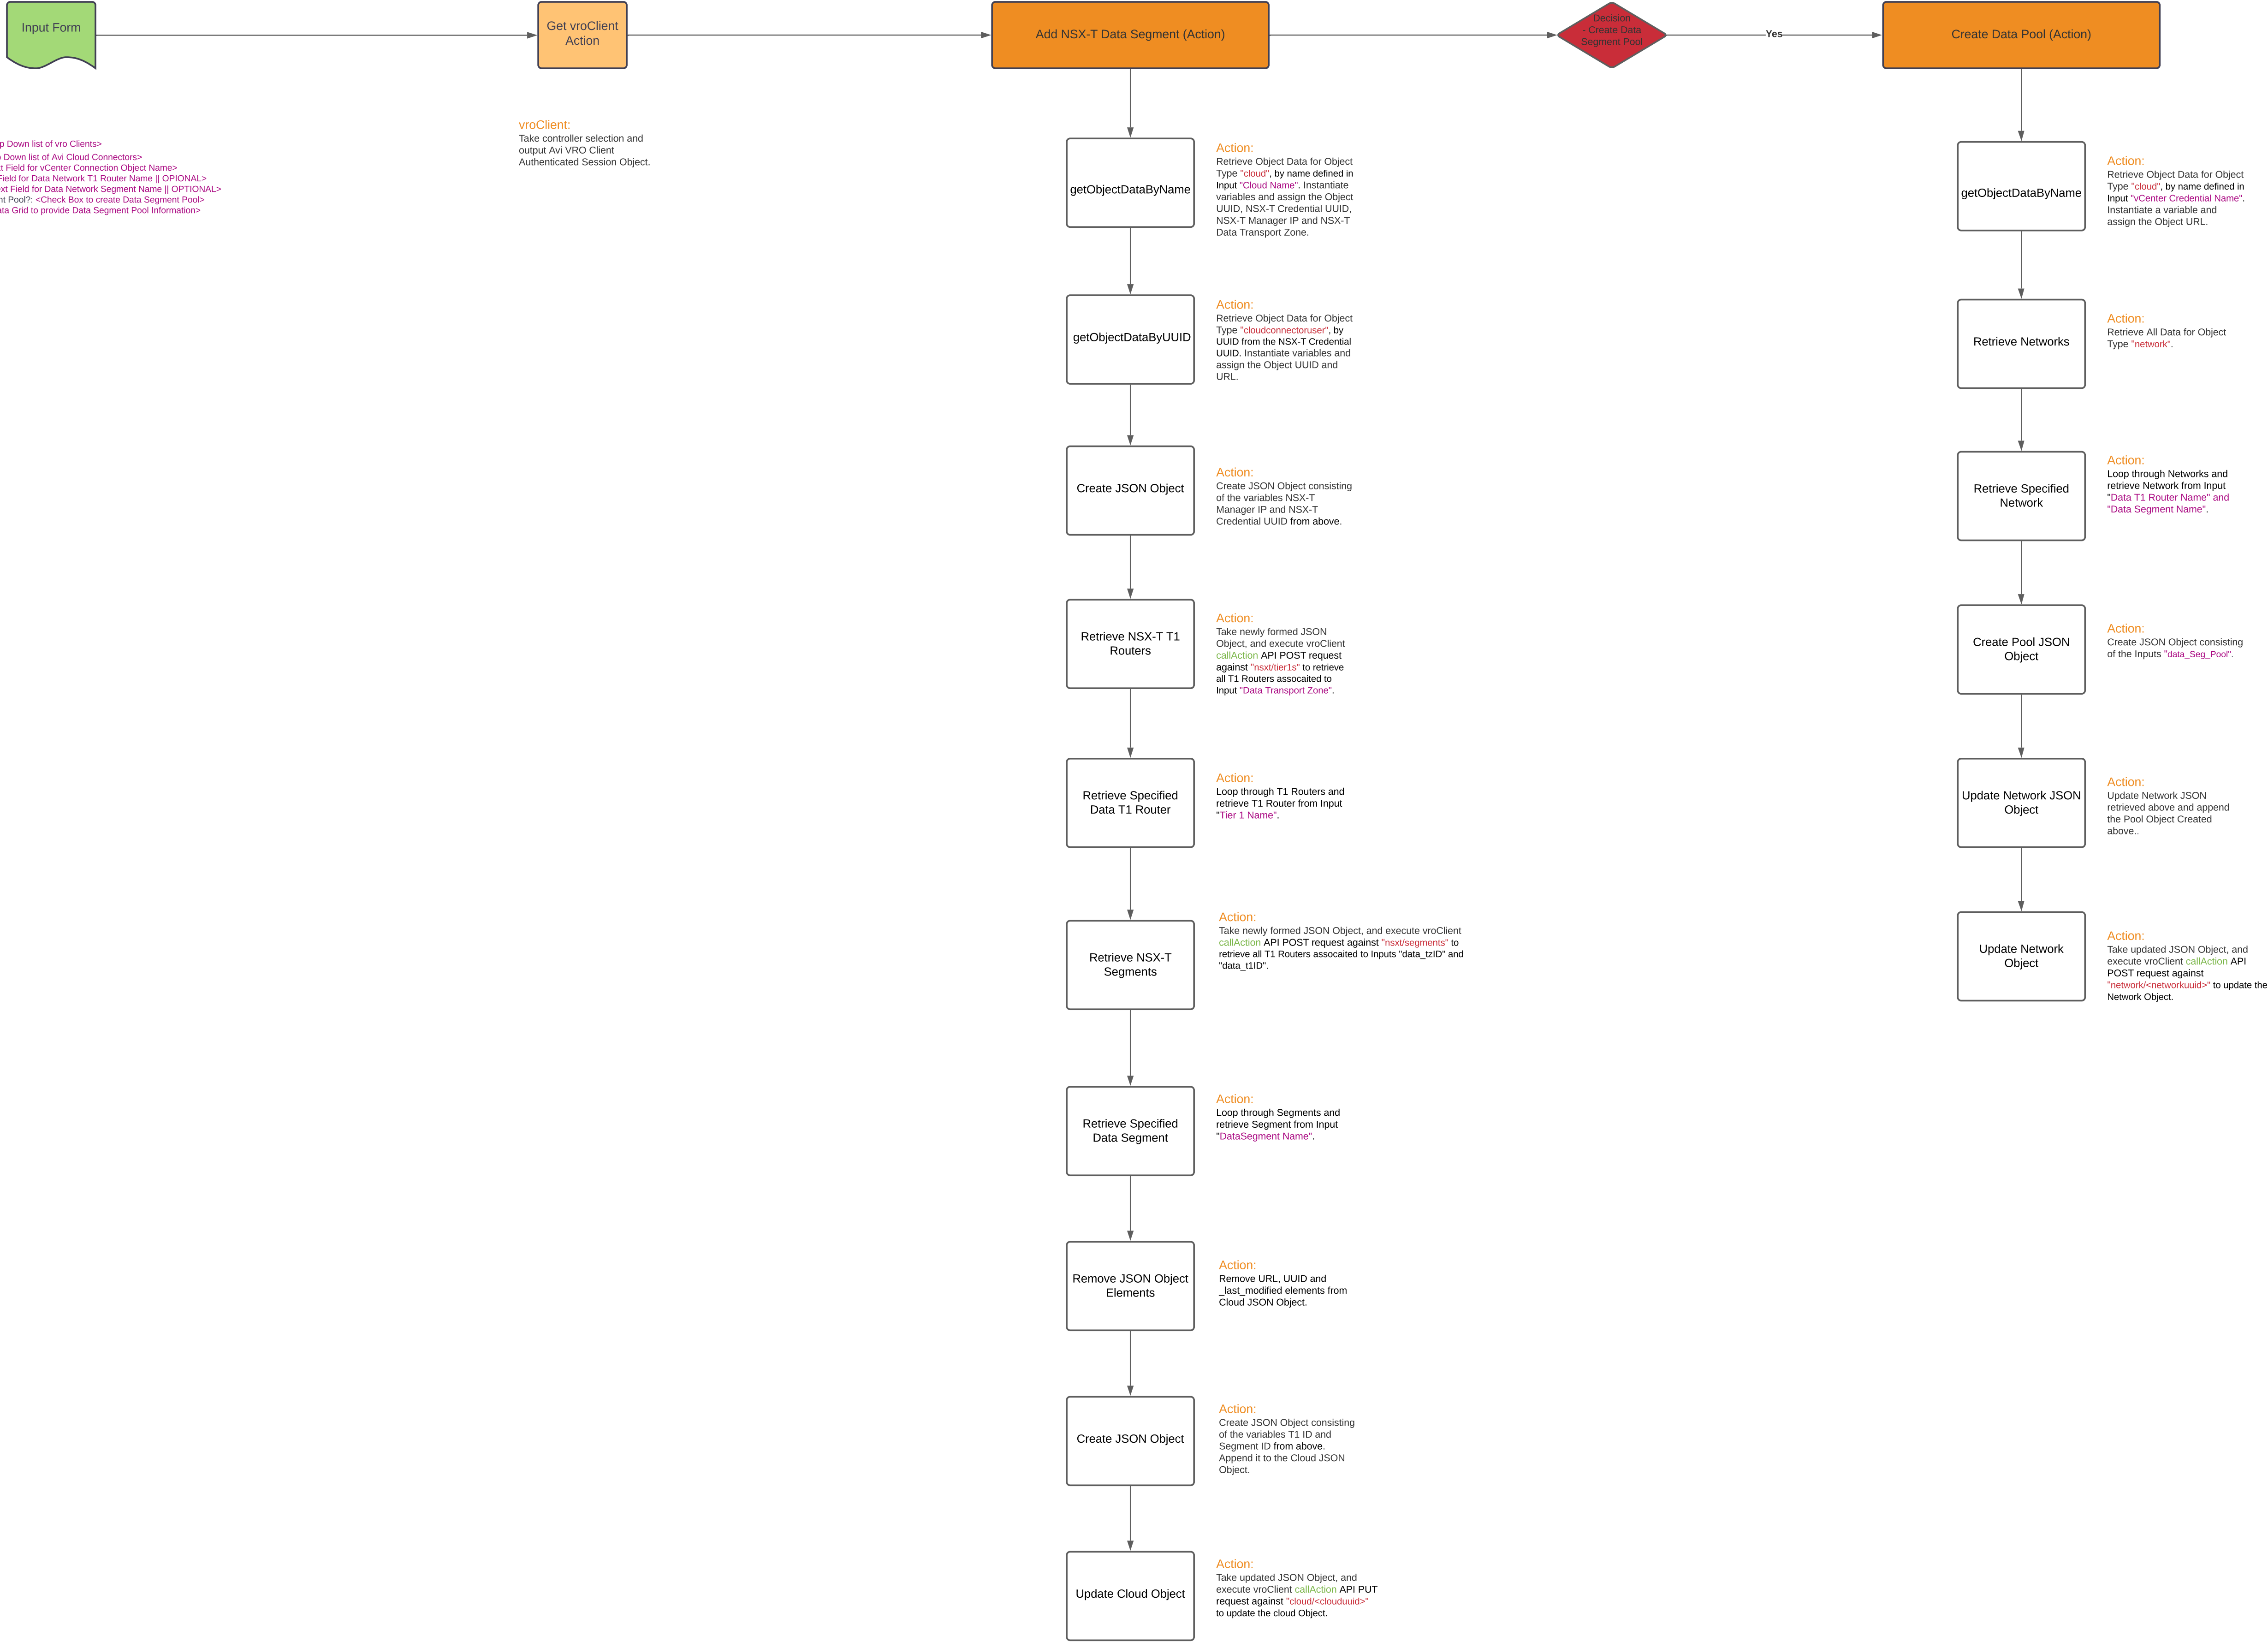 Input Form
Get vroClient
Action
Add NSX-T Data Segment (Action)
Decision
- Create Data
Segment Pool
Yes
Create Data Pool (Action)
Down list of vro Clients>
Down list of Avi Cloud Connectors>
Field for vCenter Connection Object Name>
Field for Data Network T1 Router Name || OPIONAL>
Field for Data Network Segment Name || OPTIONAL>
Pool?: <Check Box to create Data Segment Pool>
Grid to provide Data Segment Pool Information>
vroClient:
Take controller selection and
output Avi VRO Client
Authenticated Session Object.
getObjectDataByName
Action:
Retrieve Object Data for Object
Type "cloud", by name defined in
Input "Cloud Name". Instantiate
variables and assign the Object
UUID, NSX-T Credential UUID,
NSX-T Manager IP and NSX-T
Data Transport Zone.
getObjectDataByUUID
Action:
Retrieve Object Data for Object
Type "cloudconnectoruser", by
UUID from the NSX-T Credential
UUID. Instantiate variables and
assign the Object UUID and
URL.
Create JSON Object
Action:
Create JSON Object consisting
of the variables NSX-T
Manager IP and NSX-T
Credential UUID from above.
Retrieve NSX-T T1
Routers
Action:
Take newly formed JSON
Object, and execute vroClient
callAction API POST request
against "nsxt/tier1s" to retrieve
all T1 Routers assocaited to
Input "Data Transport Zone".
Retrieve Specified
Data T1 Router
Action:
Loop through T1 Routers and
retrieve T1 Router from Input
"Tier 1 Name".
Retrieve NSX-T
Segments
Action:
Take newly formed JSON Object, and execute vroClient
callAction API POST request against "nsxt/segments" to
retrieve all T1 Routers assocaited to Inputs "data_tzID" and
"data_t1ID".
Retrieve Specified
Data Segment
Action:
Loop through Segments and
retrieve Segment from Input
"DataSegment Name".
Remove JSON Object
Elements
Action:
Remove URL, UUID and
_last_modified elements from
Cloud JSON Object.
Create JSON Object
Action:
Create JSON Object consisting
of the variables T1 ID and
Segment ID from above.
Append it to the Cloud JSON
Object.
Update Cloud Object
Action:
Take updated JSON Object, and
execute vroClient callAction API PUT
request against "cloud/<clouduuid>"
to update the cloud Object.
getObjectDataByName
Action:
Retrieve Object Data for Object
Type "cloud", by name defined in
Input "vCenter Credential Name".
Instantiate a variable and
assign the Object URL.
Retrieve Networks
Action:
Retrieve All Data for Object
Type "network".
Retrieve Specified
Network
Action:
Loop through Networks and
retrieve Network from Input
"Data T1 Router Name" and
"Data Segment Name".
Create Pool JSON
Object
Action:
Create JSON Object consisting
of the Inputs "data_Seg_Pool".
Update Network JSON
Object
Action:
Update Network JSON
retrieved above and append
the Pool Object Created
above..
Update Network
Object
Action:
Take updated JSON Object, and
execute vroClient callAction API
POST request against
"network/<networkuuid>" to update the
Network Object.